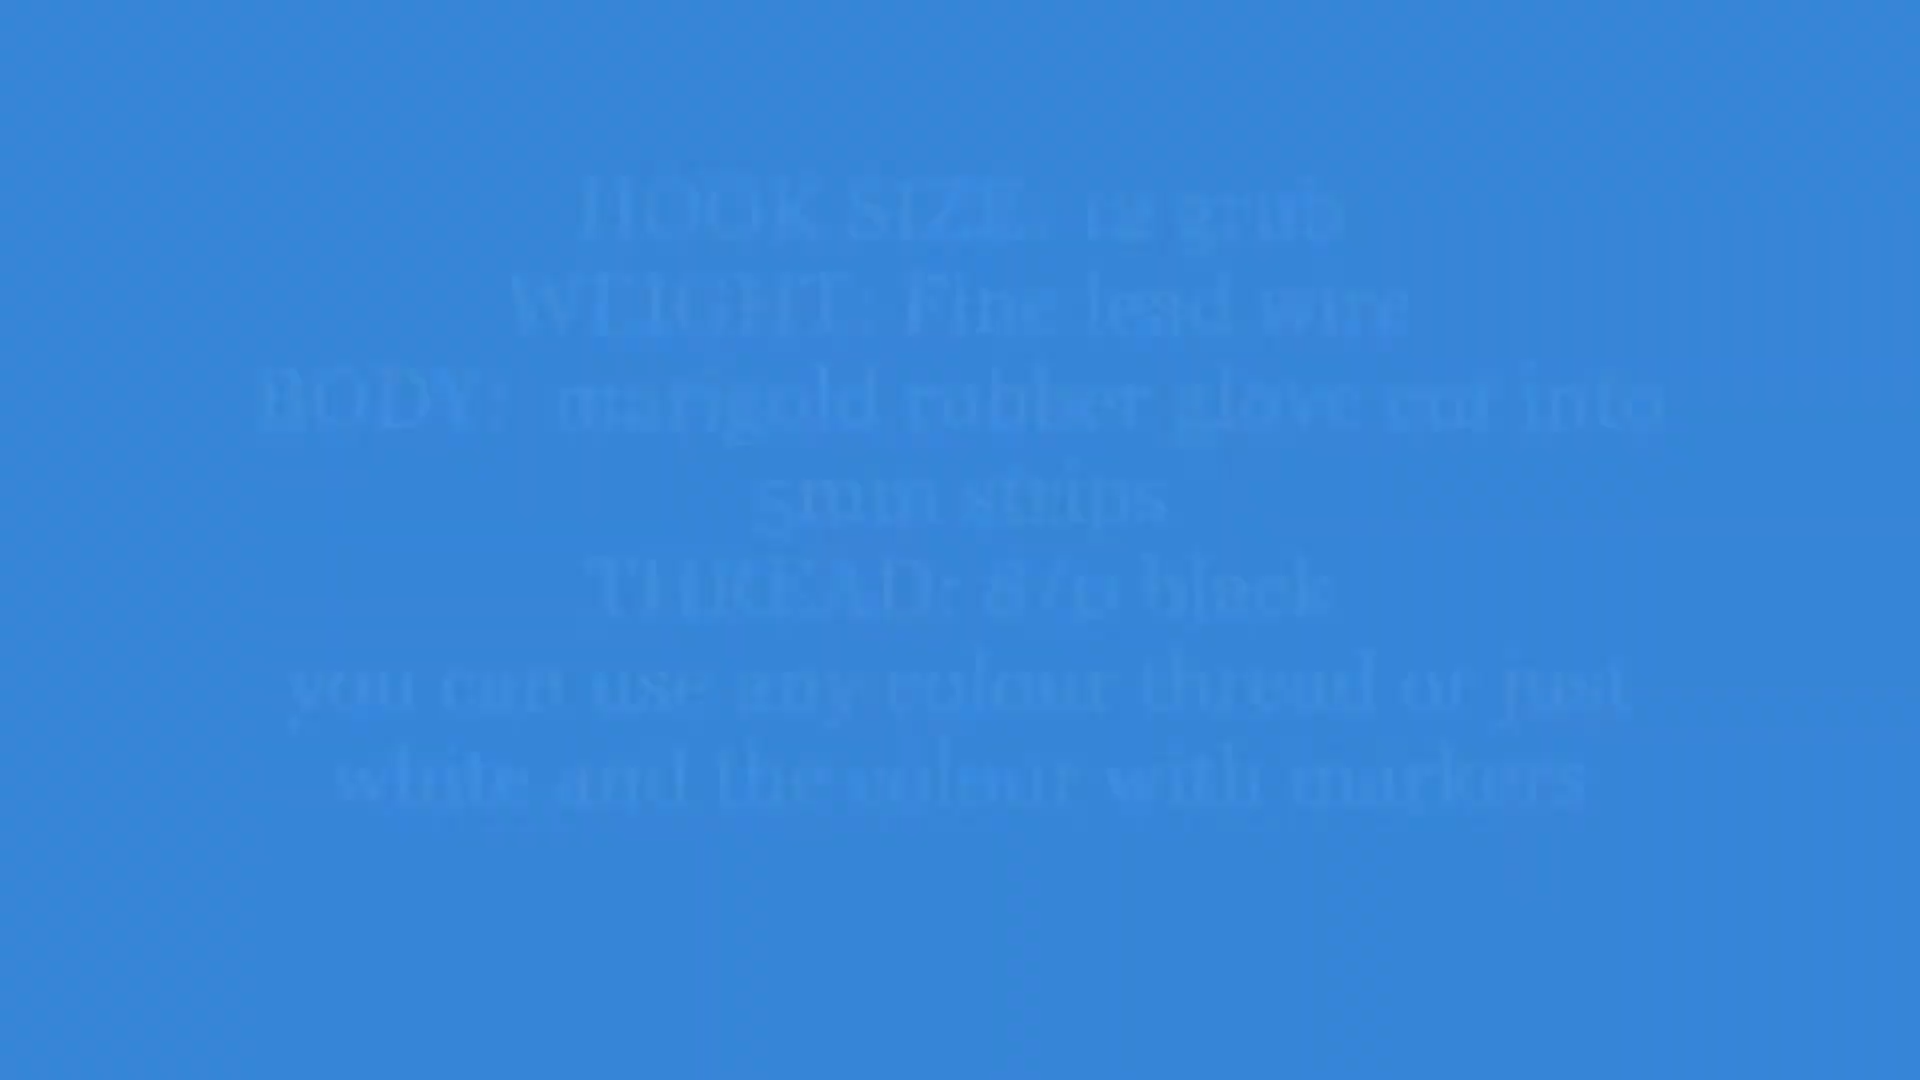 HOOK SIZE: 12 grub
WEIGHT: Fine lead wire
BODY: marigold rubber glove cut into
5mm strips
THREAD: 8/0 black
you can use any colour thread or just
white and the colour with markers